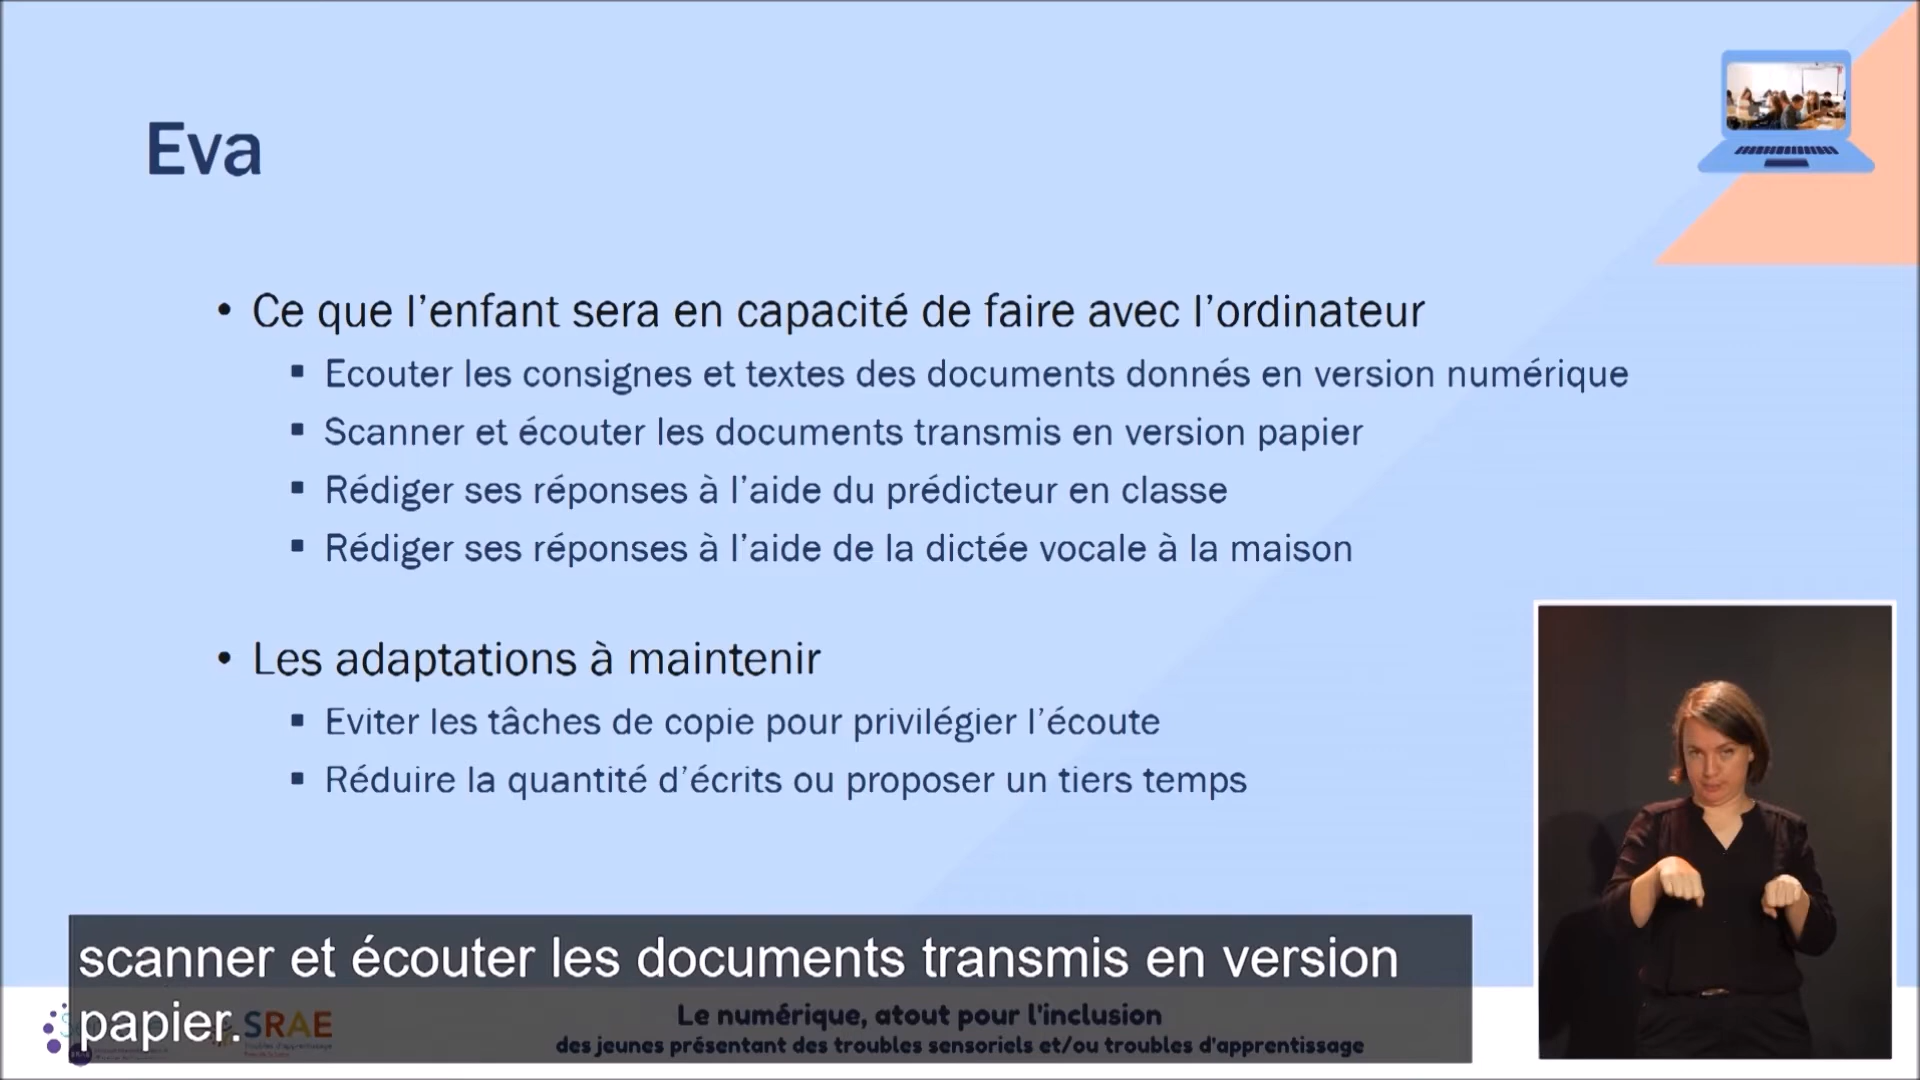 Eva
• Ce que l’enfant sera en capacité de faire avec l’ordinateur
▪ Ecouter les consignes et textes des documents donnés en version numérique
▪ Scanner et écouter les documents transmis en version papier
▪ Rédiger ses réponses à l’aide du prédicteur en classe
▪ Rédiger ses réponses à l’aide de la dictée vocale à la maison
• Les adaptations à maintenir
▪ Eviter les tâches de copie pour privilégier l’écoute
▪ Réduire la quantité d’écrits ou proposer un tiers temps
scanner et écouter les documents transmis en version
papier.
SRAE
Le numérique, atout pour l'inclusion
des jeunes présentant des troubles sensoriels et/ou troubles d'apprentissage